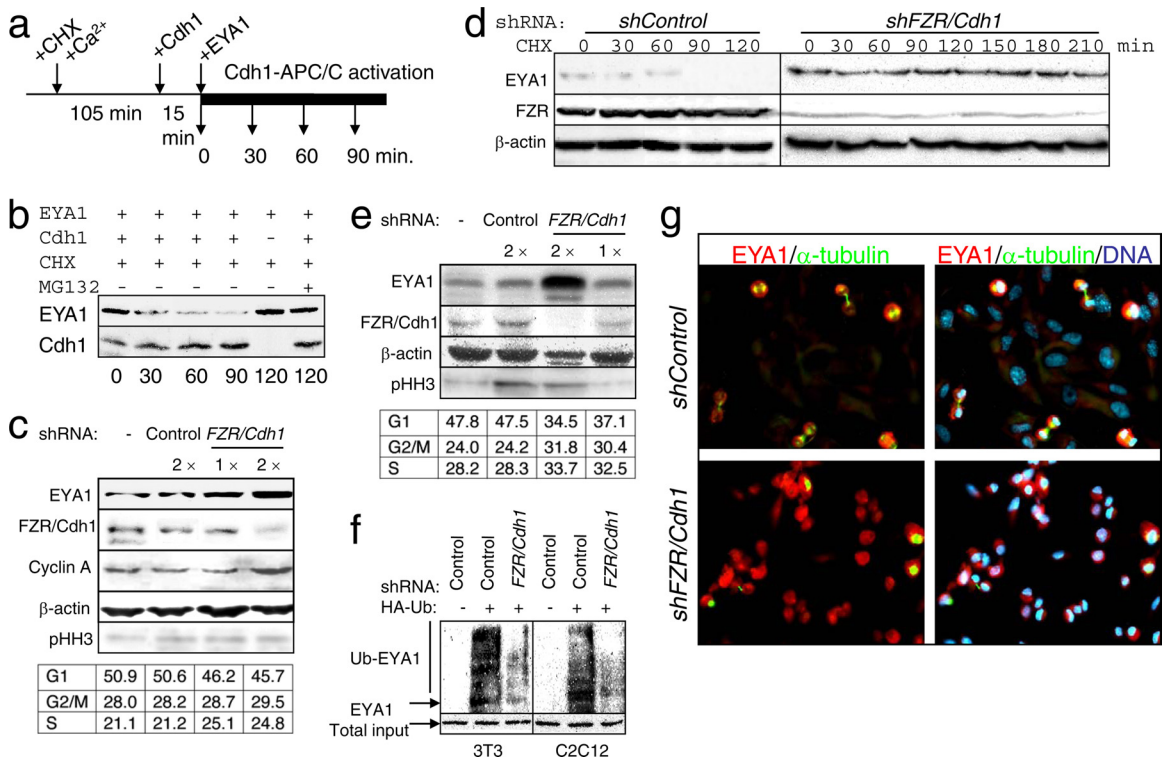 a
+CHX
+Ca2+
+Cdh1
+EYA1
Cdh1-APC/C activation
105 min
15
min
0 30 60 90 min.
b
EYA1 + + + + + +
Cdh1 + + + + - +
CHX + + + + + +
MG132 - - - - - +
EYA1
Cdh1
0 30 60 90 120 120
c
shRNA: - Control FZR/Cdh1
2 × 1 × 2 ×
EYA1
FZR/Cdh1
Cyclin A
β-actin
pHH3
G1 50.9 50.6 46.2 45.7
G2/M 28.0 28.2 28.7 29.5
S 21.1 21.2 25.1 24.8
d
shRNA: shControl shFZR/Cdh1
CHX 0 30 60 90 120 0 30 60 90 120 150 180 210 min
EYA1
FZR
β-actin
e
shRNA: - Control FZR/Cdh1
2 × 2 × 1 ×
EYA1
FZR/Cdh1
β-actin
pHH3
G1 47.8 47.5 34.5 37.1
G2/M 24.0 24.2 31.8 30.4
S 28.2 28.3 33.7 32.5
f
shRNA: Control Control FZR/Cdh1 Control Control FZR/Cdh1
HA-Ub: - + + - + +
Ub-EYA1
EYA1
Total input
3T3 C2C12
g
EYA1/α-tubulin EYA1/α-tubulin/DNA
shControl
shFZR/Cdh1